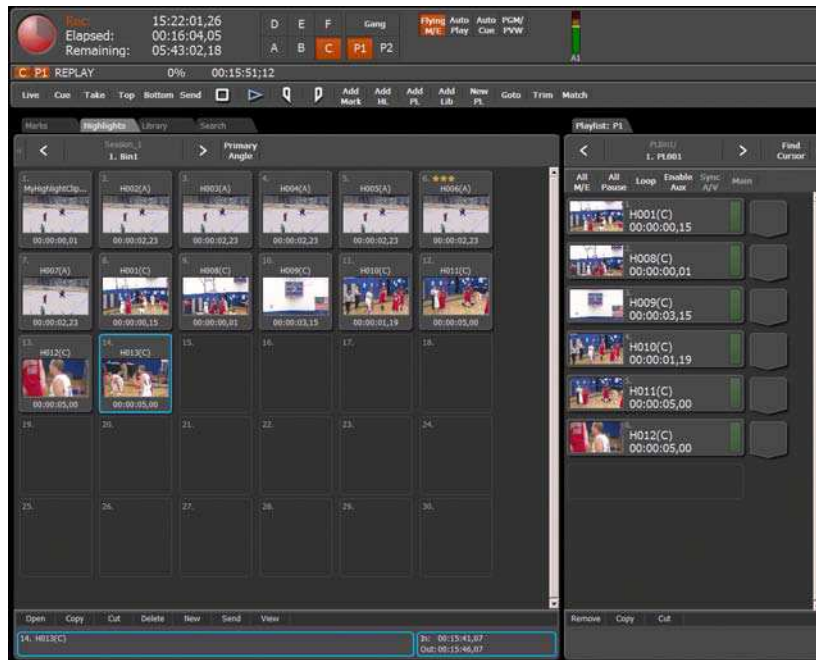 Rec: 15:22:01,26
Elapsed: 00:16:04,05
Remaining: 05:43:02,18
D E F Gang
A B C P1 P2
Flying M/E
Auto Play
Auto Cue
PGM/ PVW
A1
C P1 REPLAY 0% 00:15:51;12
Live Cue Take Top Bottom Send
Add Mark
Add HL
Add PL
Add Lib
New PL
Goto Trim Match
Marks Highlights Library Search
Session_1
1. Bin1
Primary Angle
1.
MyHighlightClip...
00:00:00,01
2.
H002(A)
00:00:02,23
3.
H003(A)
00:00:02,23
4.
H004(A)
00:00:02,23
5.
H005(A)
00:00:02,23
6. ★★★
H006(A)
00:00:02,23
7.
H007(A)
00:00:02,23
8.
H001(C)
00:00:00,15
9.
H008(C)
00:00:00,01
10.
H009(C)
00:00:03,15
11.
H010(C)
00:00:01,19
12.
H011(C)
00:00:05,00
13.
H012(C)
00:00:05,00
14.
H013(C)
00:00:05,00
15. 16. 17. 18.
19. 20. 21. 22. 23. 24.
25. 26. 27. 28. 29. 30.
Open Copy Cut Delete New Send View
14. H013(C)
In: 00:15:41,07
Out: 00:15:46,07
Playlist: P1
1. PL001
Find Cursor
All M/E
All Pause
Loop
Enable Aux
Sync A/V
Main
H001(C)
00:00:00,15
H008(C)
00:00:00,01
H009(C)
00:00:03,15
H010(C)
00:00:01,19
H011(C)
00:00:05,00
H012(C)
00:00:05,00
Remove Copy Cut